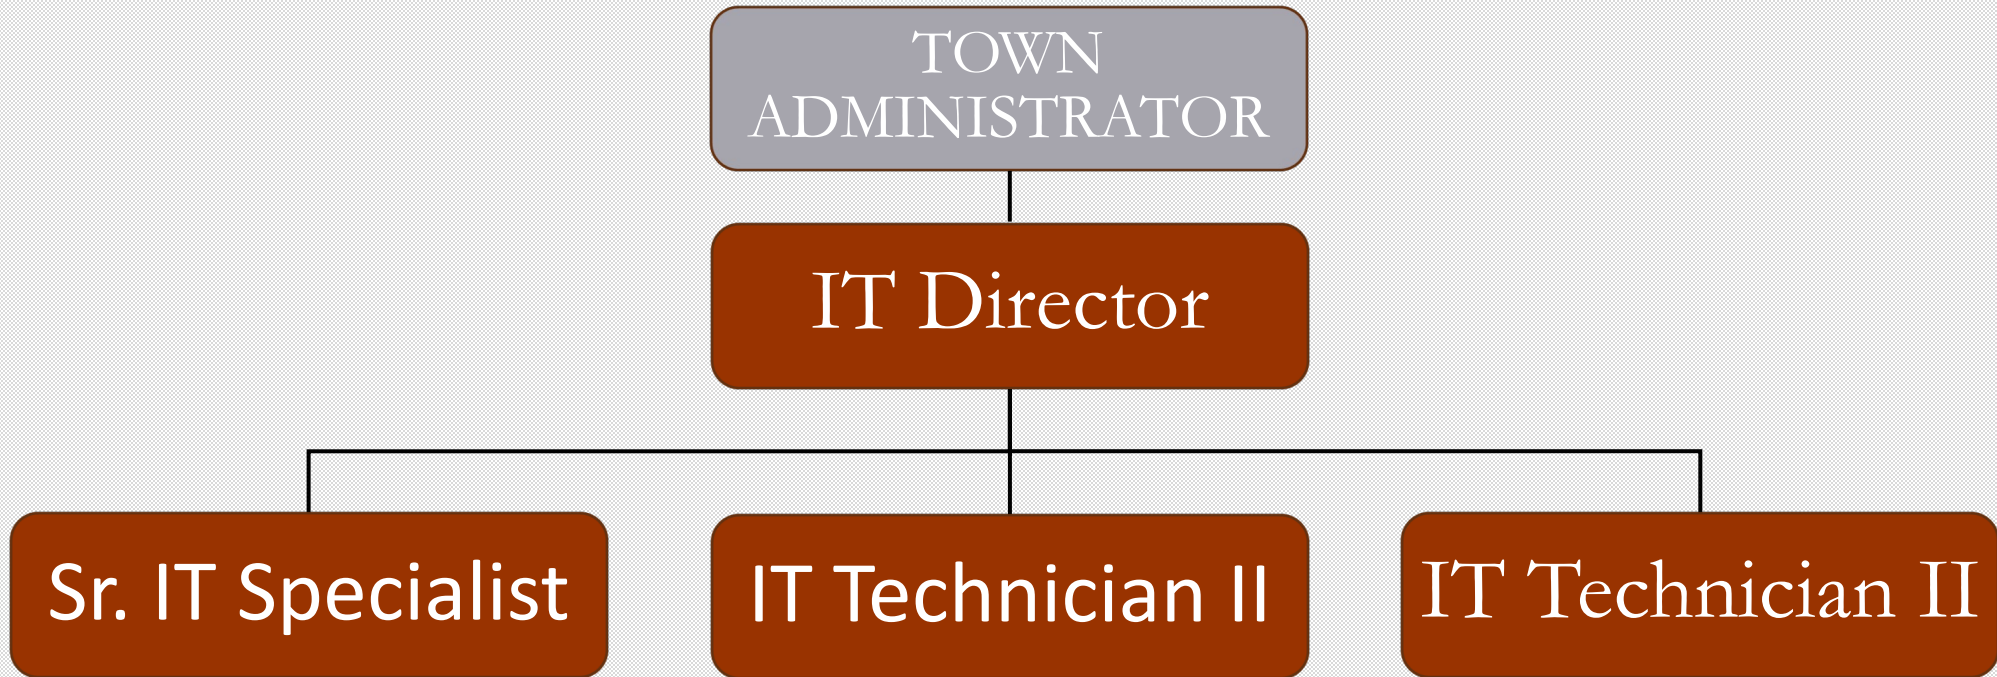 TOWN
ADMINISTRATOR
IT Director
Sr. IT Specialist
IT Technician II
IT Technician II